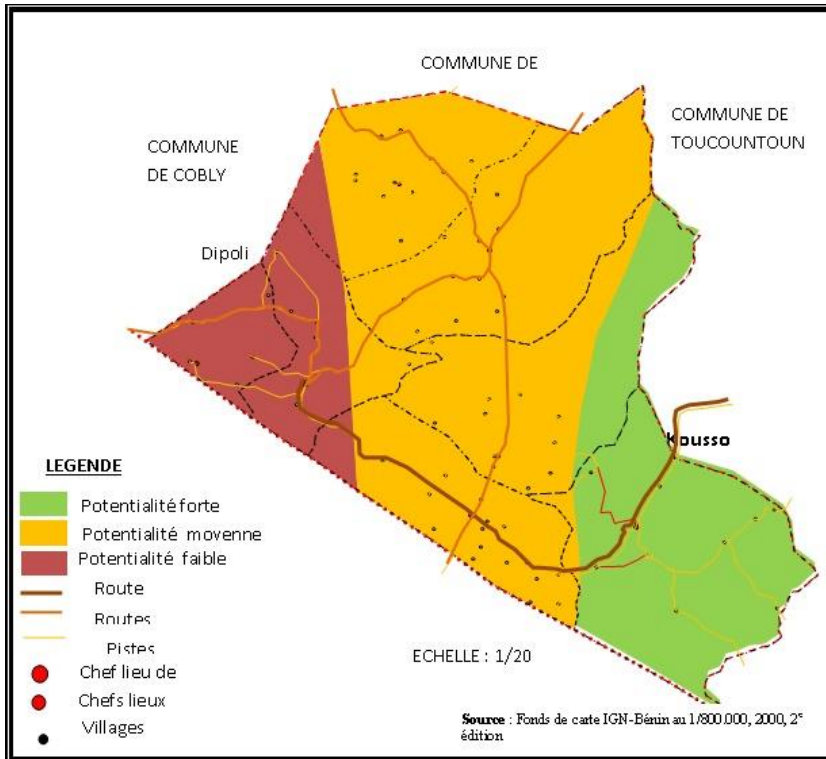 COMMUNE DE
COMMUNE DE
TOUCOUNTOUN
COMMUNE
DE COBLY
Dipoli
Kousso
LEGENDE
Potentialité forte
Potentialité movenne
Potentialité faible
Route
Routes
Pistes
Chef lieu de
Chefs lieux
Villages
ECHELLE : 1/20
Source : Fonds de carte IGN-Bénin au 1/800.000, 2000, 2°
édition